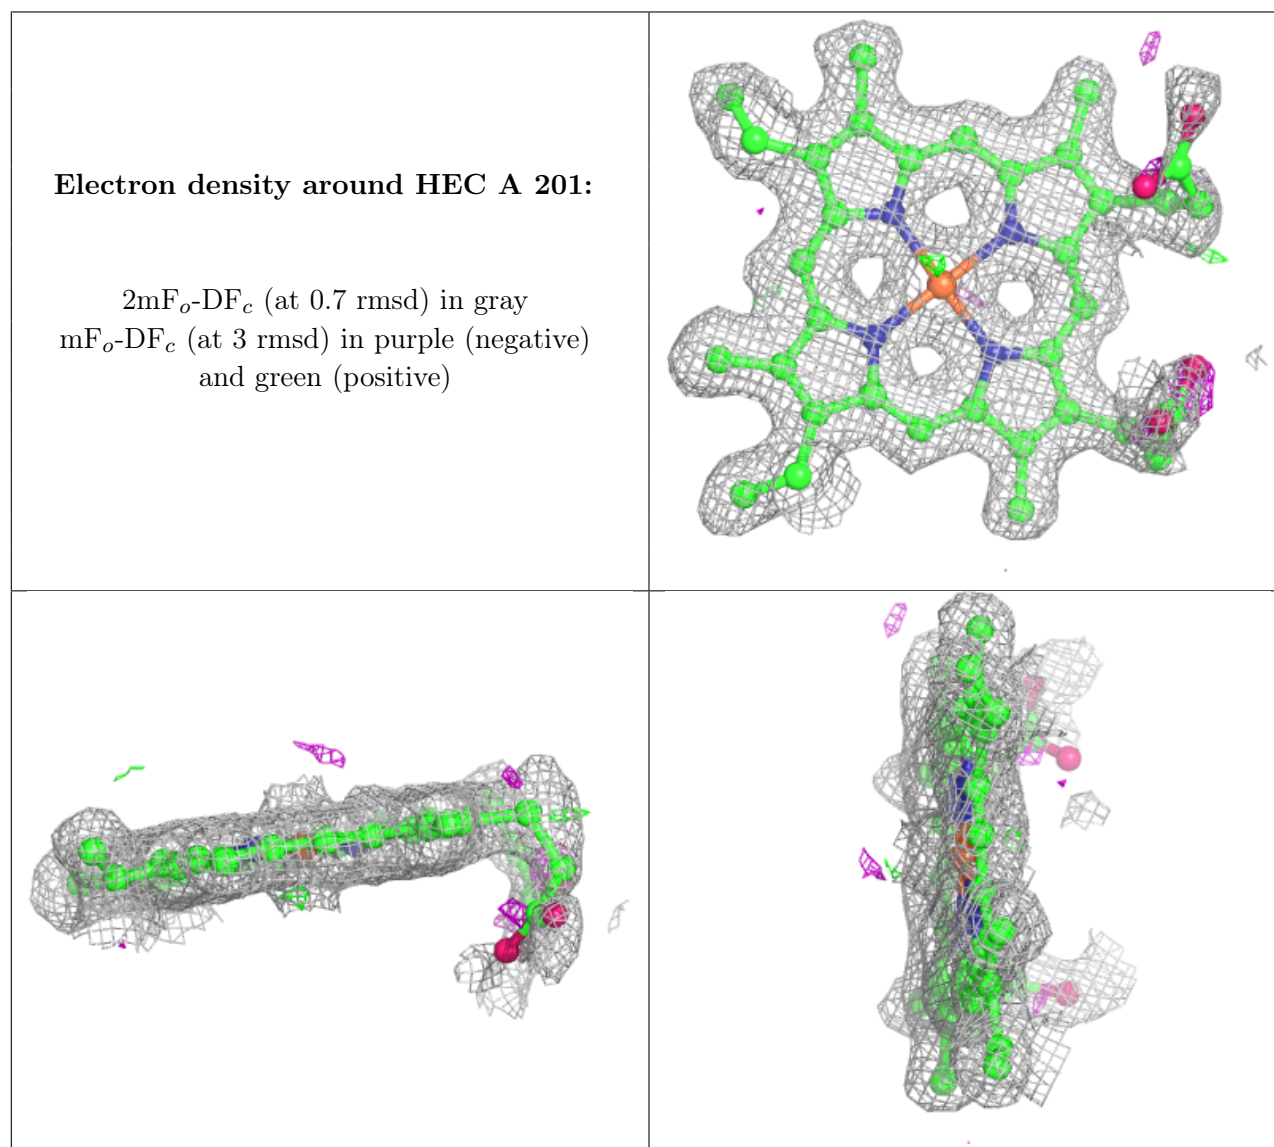 Electron density around HEC A 201:
2mFo-DFc (at 0.7 rmsd) in gray
mFo-DFc (at 3 rmsd) in purple (negative)
and green (positive)